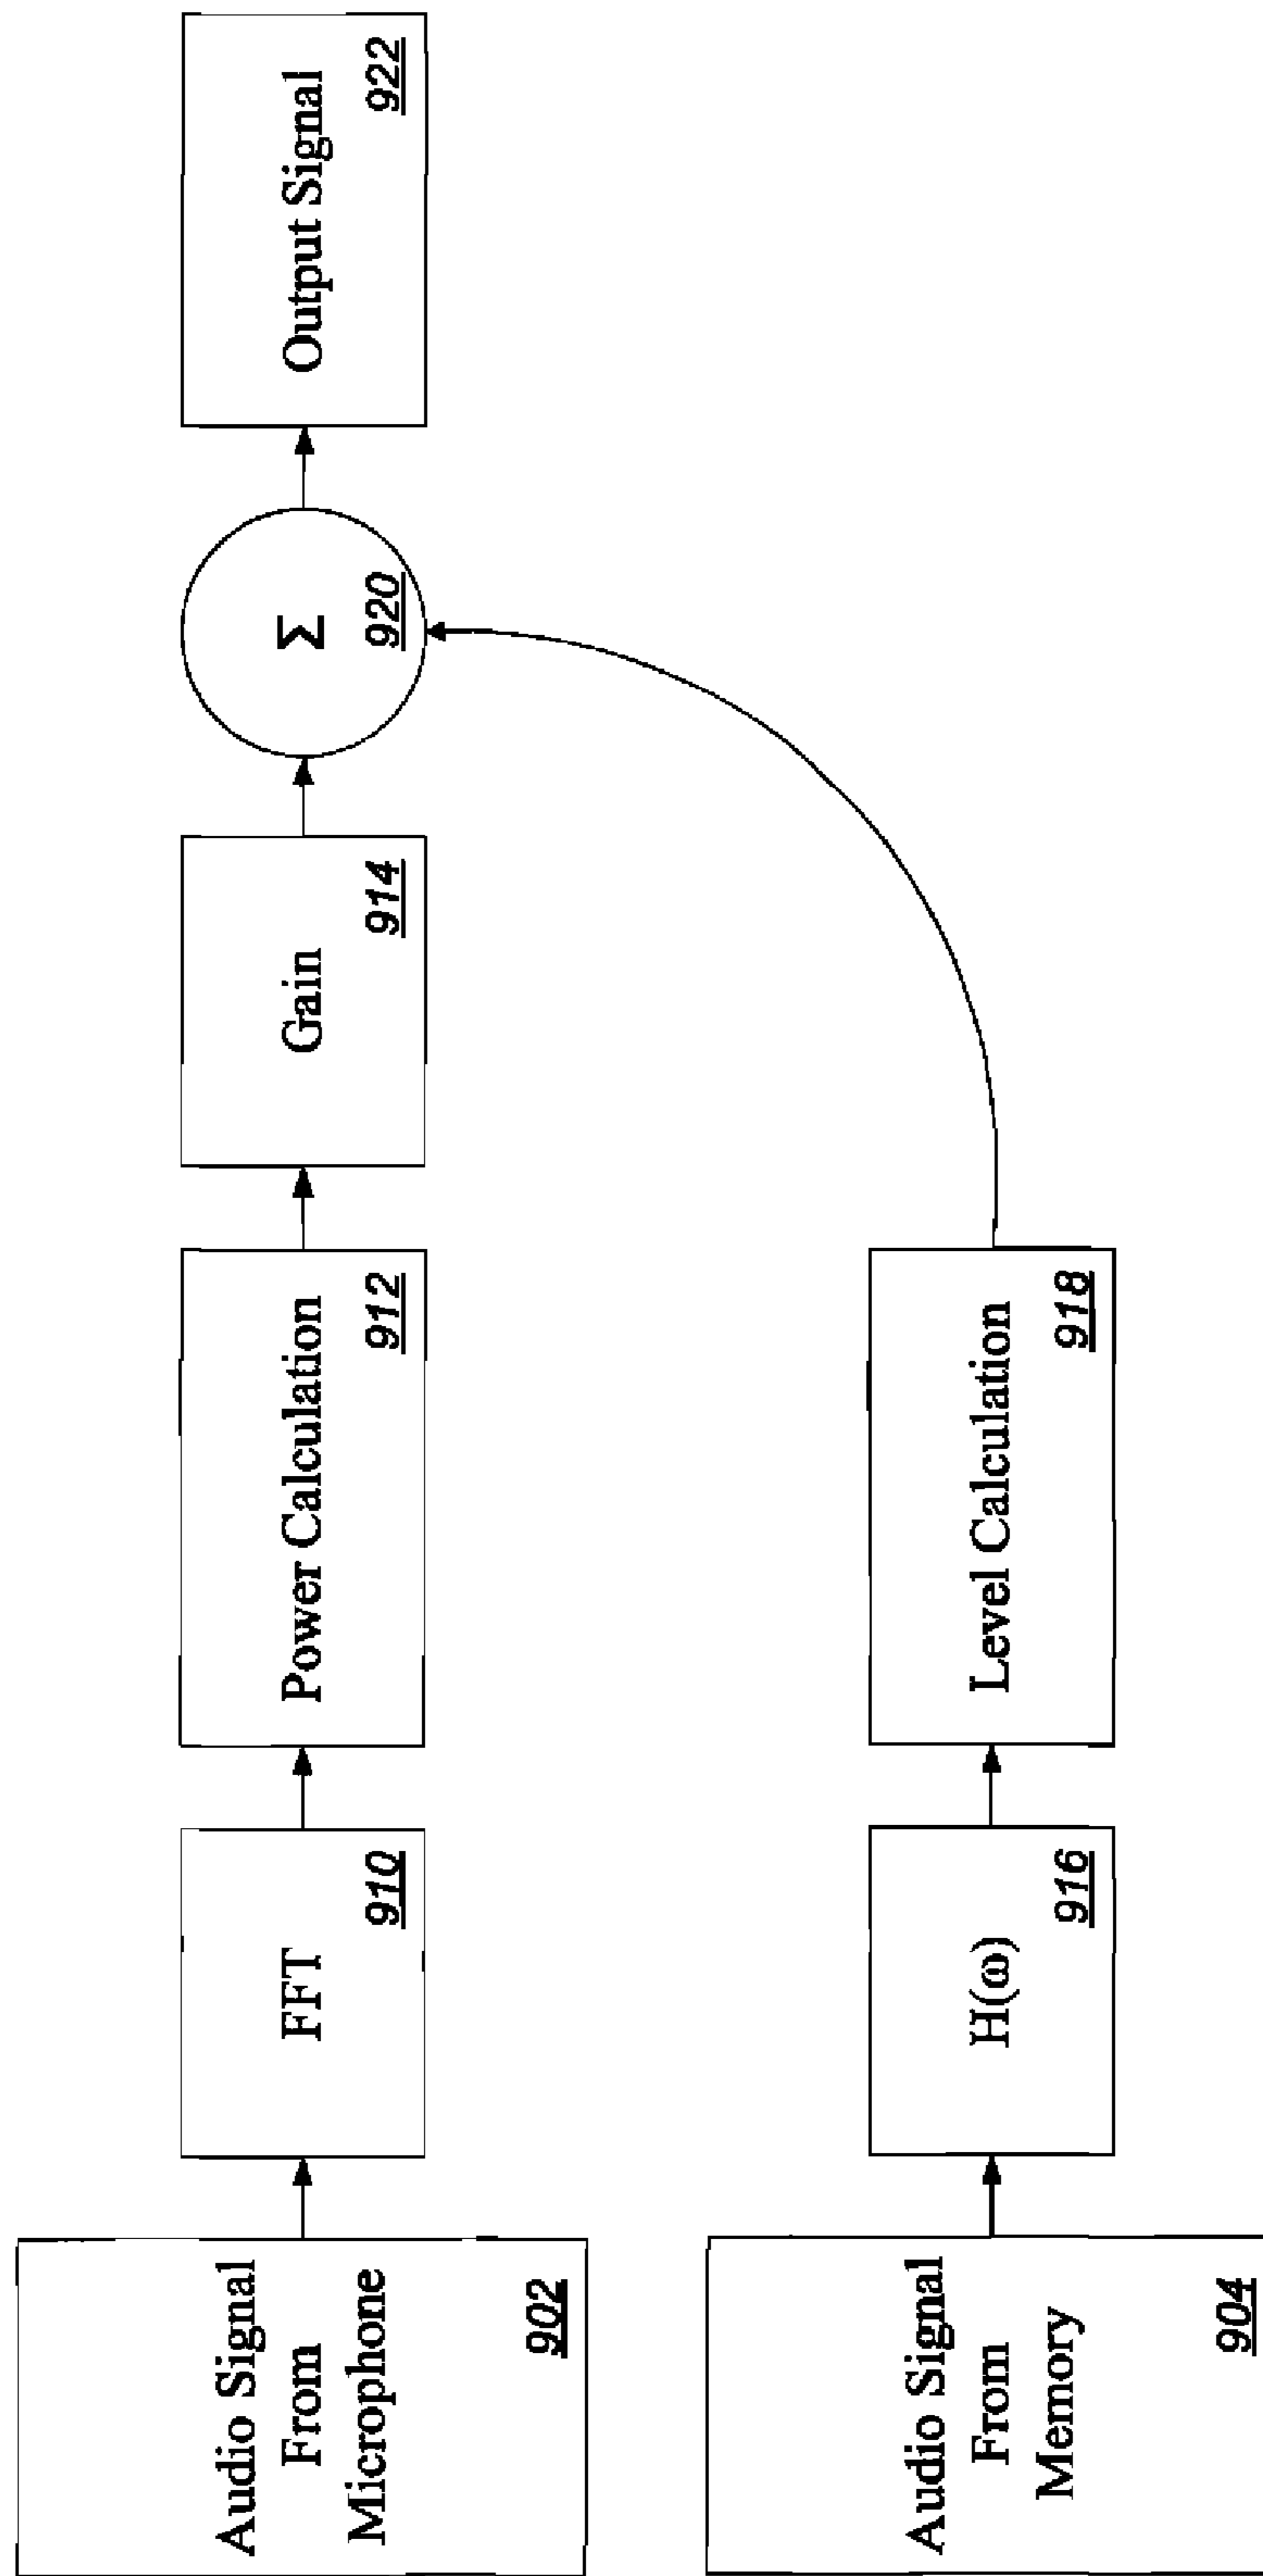 Audio Signal
From
Microphone
902
FFT
910
Power Calculation
912
Gain
914
Σ
920
Output Signal
922
Audio Signal
From
Memory
904
H(ω)
916
Level Calculation
918